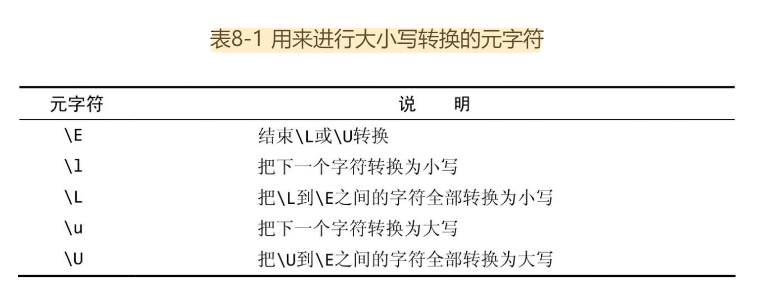 表8-1 用来进行大小写转换的元字符
元字符 说 明
\E 结束\L或\U转换
\l 把下一个字符转换为小写
\L 把\L到\E之间的字符全部转换为小写
\u 把下一个字符转换为大写
\U 把\U到\E之间的字符全部转换为大写